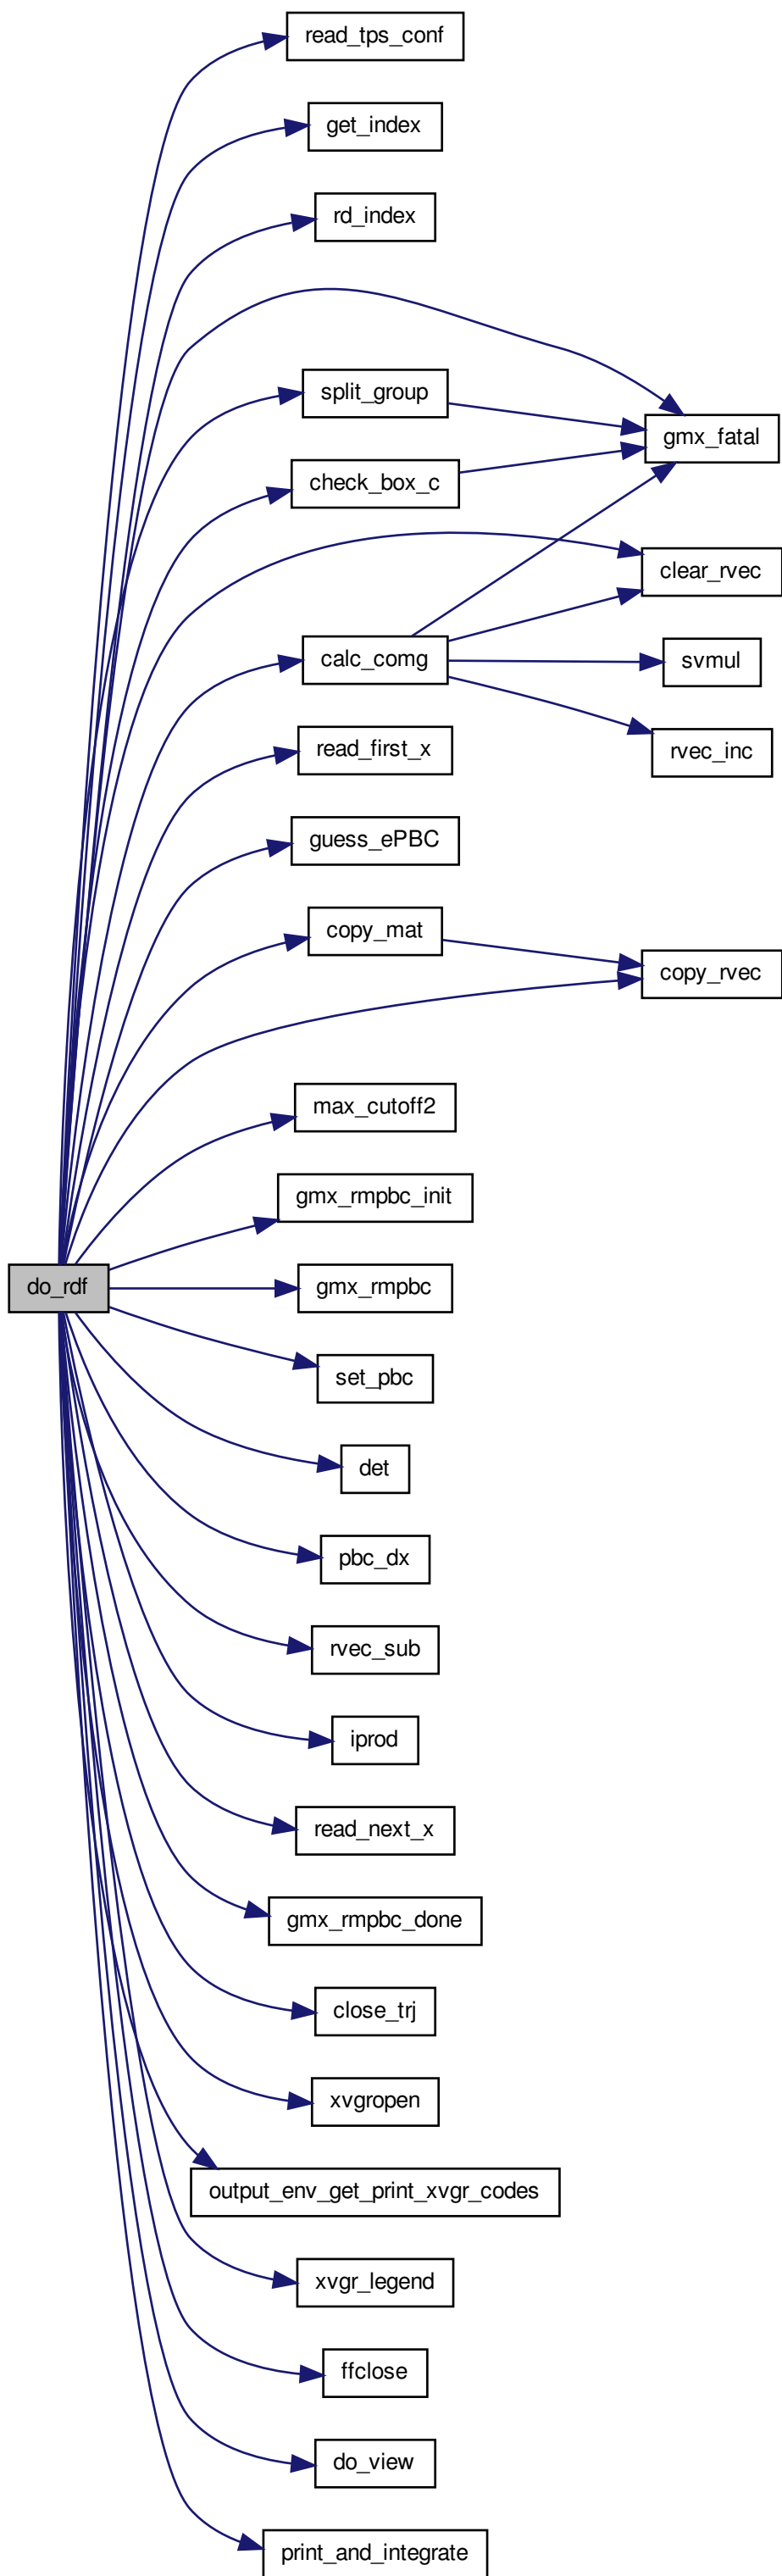 read_tps_conf
get_index
rd_index
split_group
gmx_fatal
check_box_c
clear_rvec
calc_comg
svmul
read_first_x
rvec_inc
guess_ePBC
copy_mat
copy_rvec
max_cutoff2
gmx_rmpbc_init
do_rdf
gmx_rmpbc
set_pbc
det
pbc_dx
rvec_sub
iprod
read_next_x
gmx_rmpbc_done
close_trj
xvgropen
output_env_get_print_xvgr_codes
xvgr_legend
ffclose
do_view
print_and_integrate